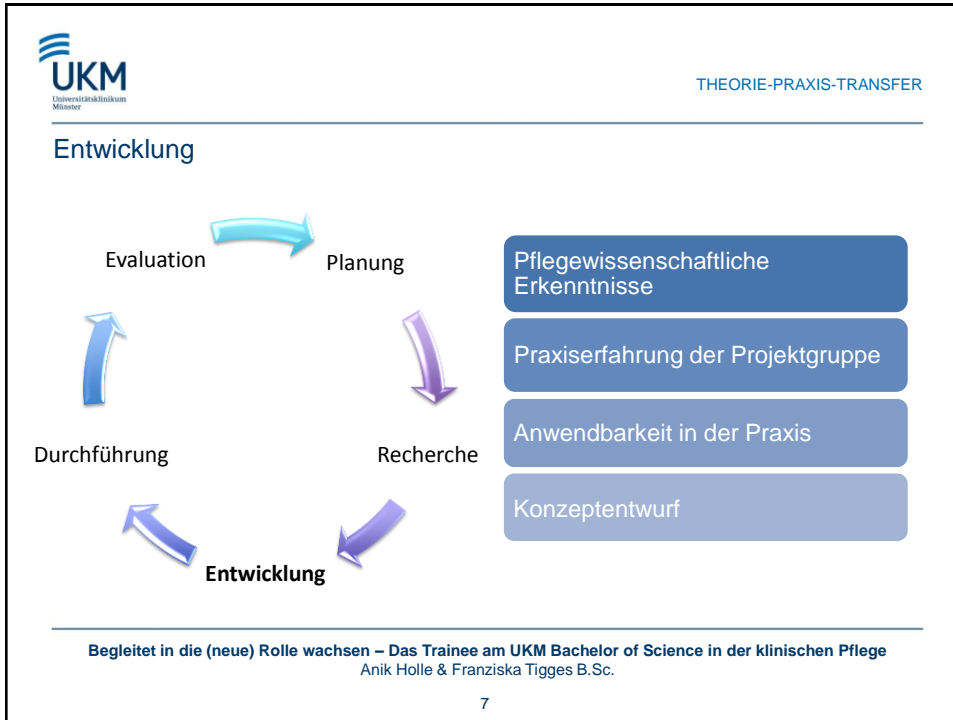 UKM
Universitätsklinikum
Münster
THEORIE-PRAXIS-TRANSFER
Entwicklung
Evaluation
Planung
Recherche
Entwicklung
Durchführung
Pflegewissenschaftliche
Erkenntnisse
Praxiserfahrung der Projektgruppe
Anwendbarkeit in der Praxis
Konzeptentwurf
Begleitet in die (neue) Rolle wachsen – Das Trainee am UKM Bachelor of Science in der klinischen Pflege
Anik Holle & Franziska Tigges B.Sc.
7